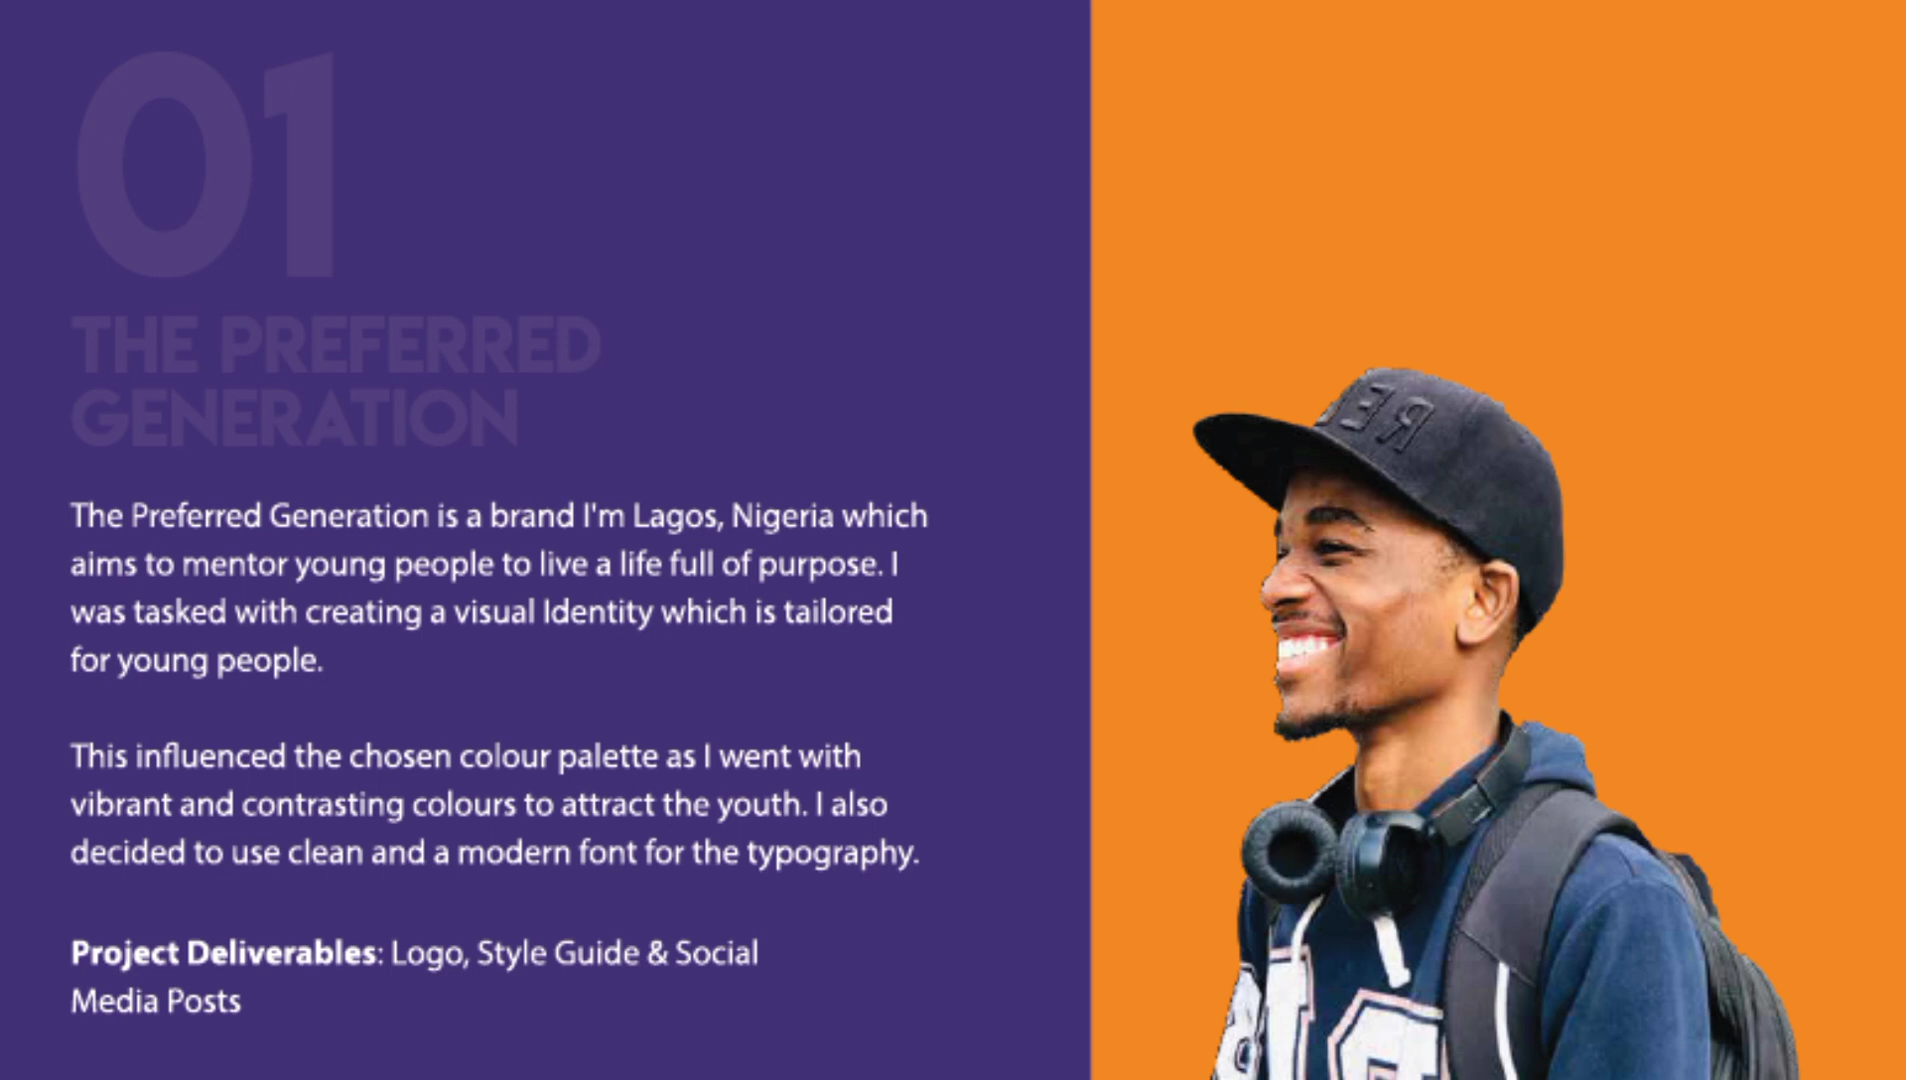 01
THE PREFERRED
GENERATION
The Preferred Generation is a brand I'm Lagos, Nigeria which
aims to mentor young people to live a life full of purpose. I
was tasked with creating a visual Identity which is tailored
for young people.
This influenced the chosen colour palette as I went with
vibrant and contrasting colours to attract the youth. I also
decided to use clean and a modern font for the typography.
Project Deliverables: Logo, Style Guide & Social
Media Posts